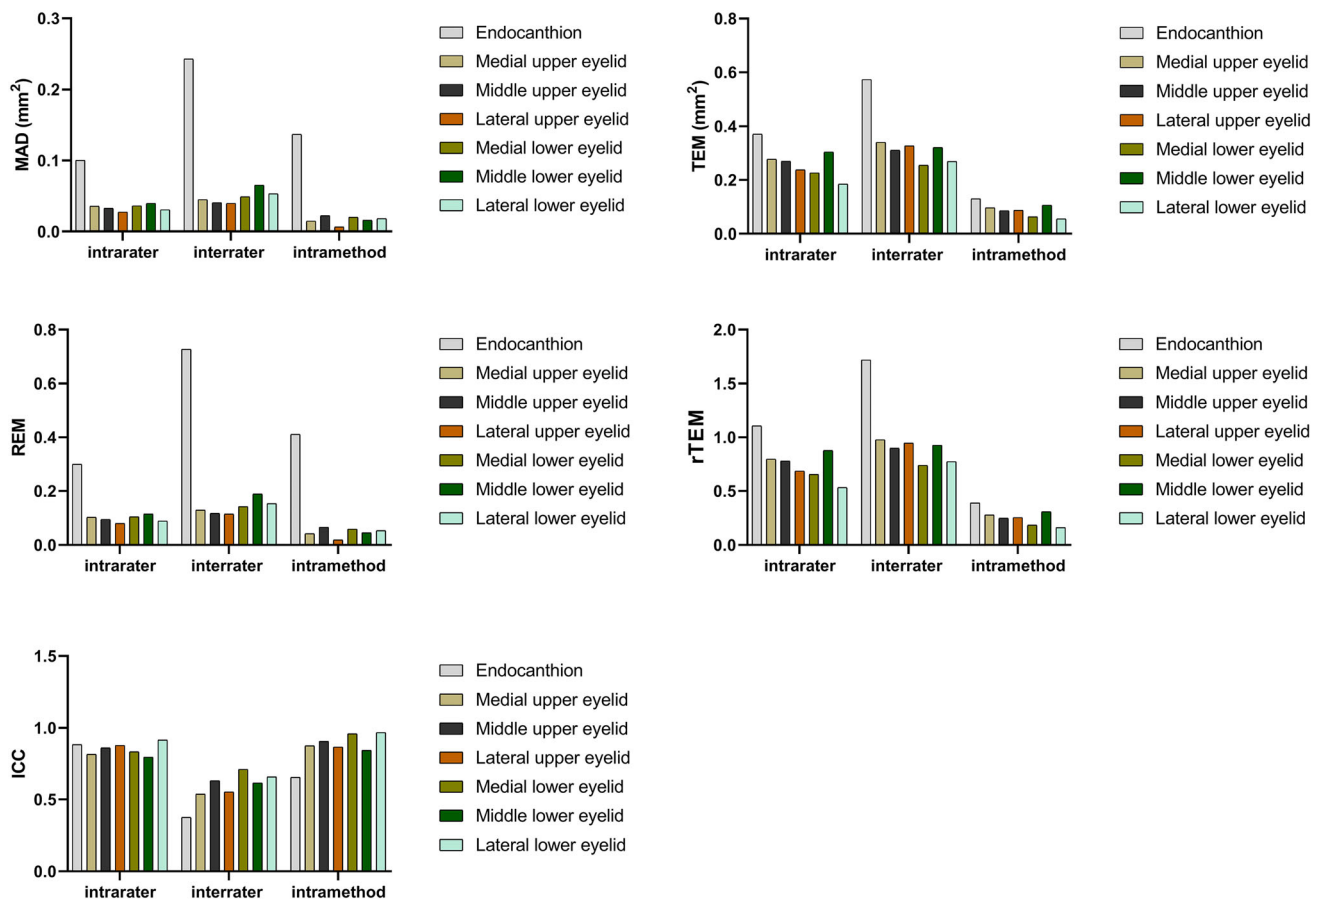 0.3
0.2
0.1
0.0
MAD (mm²)
intrarater interrater intramethod
Endocanthion
Medial upper eyelid
Middle upper eyelid
Lateral upper eyelid
Medial lower eyelid
Middle lower eyelid
Lateral lower eyelid
0.8
0.6
0.4
0.2
0.0
TEM (mm²)
intrarater interrater intramethod
Endocanthion
Medial upper eyelid
Middle upper eyelid
Lateral upper eyelid
Medial lower eyelid
Middle lower eyelid
Lateral lower eyelid
0.8
0.6
0.4
0.2
0.0
REM
intrarater interrater intramethod
Endocanthion
Medial upper eyelid
Middle upper eyelid
Lateral upper eyelid
Medial lower eyelid
Middle lower eyelid
Lateral lower eyelid
2.0
1.5
1.0
0.5
0.0
rTEM
intrarater interrater intramethod
Endocanthion
Medial upper eyelid
Middle upper eyelid
Lateral upper eyelid
Medial lower eyelid
Middle lower eyelid
Lateral lower eyelid
1.5
1.0
0.5
0.0
ICC
intrarater interrater intramethod
Endocanthion
Medial upper eyelid
Middle upper eyelid
Lateral upper eyelid
Medial lower eyelid
Middle lower eyelid
Lateral lower eyelid